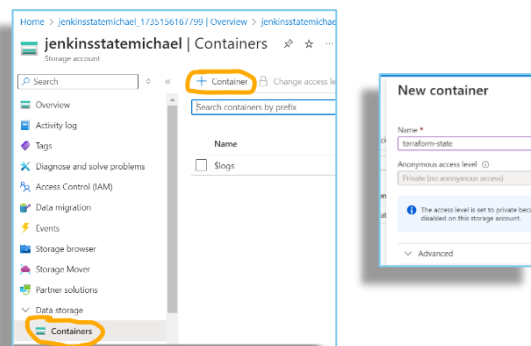 Home > jenkinsstatemichael_1735156167799 | Overview > jenkinsstatemichae
jenkinsstatemichael | Containers
Storage account
Search
Container
Change access le
Overview
Activity log
Tags
Diagnose and solve problems
Access Control (IAM)
Data migration
Events
Storage browser
Storage Mover
Partner solutions
Data storage
Containers
Search containers by prefix
Name
$logs
New container
Name *
terraform-state
Anonymous access level
Private (no anonymous access)
The access level is set to private beca
disabled on this storage account.
Advanced